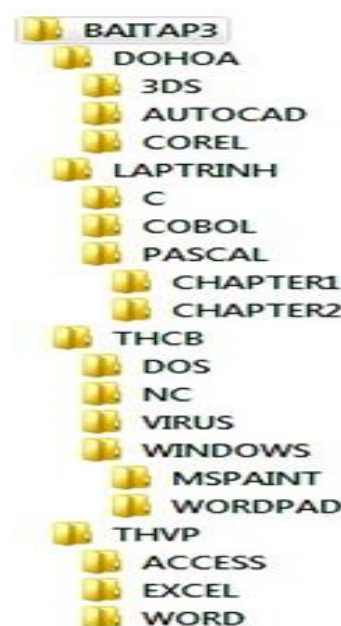 BAITAP3
DOHOA
3DS
AUTOCAD
COREL
LAPTRINH
C
COBOL
PASCAL
CHAPTER1
CHAPTER2
THCB
DOS
NC
VIRUS
WINDOWS
MSPAINT
WORDPAD
THVP
ACCESS
EXCEL
WORD